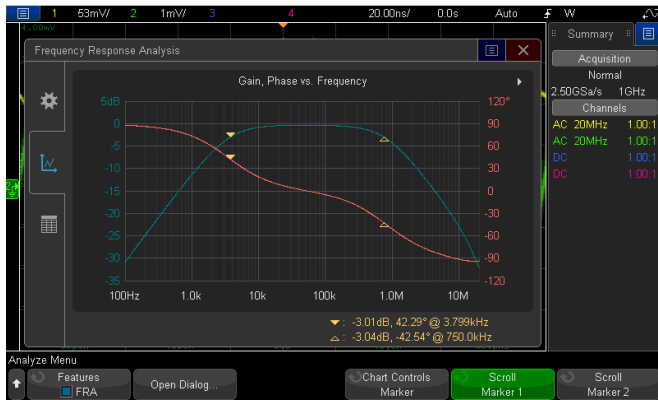 1 53mV/ 2 1mV/ 3 4 20.00ns/ 0.0s Auto W
4.00mV
Summary
Frequency Response Analysis
Acquisition
Normal
2.50GSa/s 1GHz
Channels
AC 20MHz 1.00:1
AC 20MHz 1.00:1
DC 1.00:1
DC 1.00:1
Gain, Phase vs. Frequency
5dB 120°
0 90
-5 60
-10 30
-15 0
-20 -30
-25 -60
-30 -90
-35 -120
100Hz 1.0k 10k 100k 1.0M 10M
: -3.01dB, 42.29° @ 3.799kHz
: -3.04dB, -42.54° @ 750.0kHz
Analyze Menu
Features
FRA
Open Dialog...
Chart Controls
Marker
Scroll
Marker 1
Scroll
Marker 2